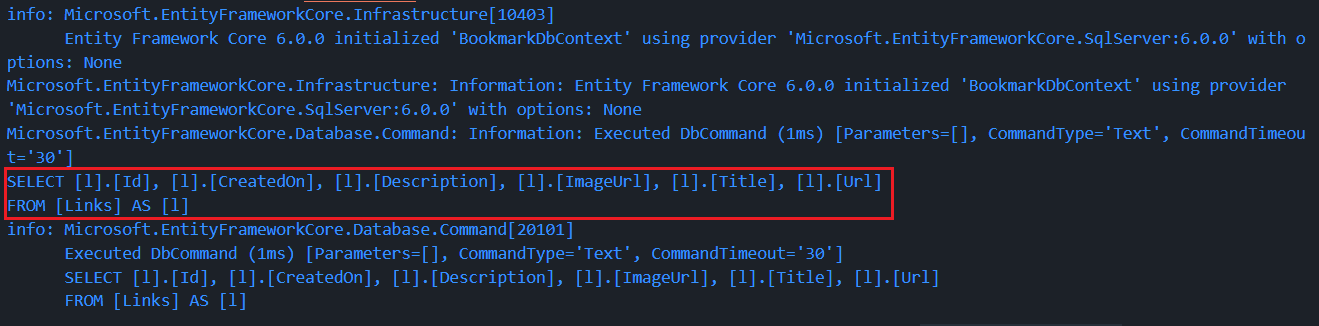 info: Microsoft.EntityFrameworkCore.Infrastructure[10403]
Entity Framework Core 6.0.0 initialized 'BookmarkDbContext' using provider 'Microsoft.EntityFrameworkCore.SqlServer:6.0.0' with o
ptions: None
Microsoft.EntityFrameworkCore.Infrastructure: Information: Entity Framework Core 6.0.0 initialized 'BookmarkDbContext' using provider
'Microsoft.EntityFrameworkCore.SqlServer:6.0.0' with options: None
Microsoft.EntityFrameworkCore.Database.Command: Information: Executed DbCommand (1ms) [Parameters=[], CommandType='Text', CommandTimeou
t='30']
SELECT [l].[Id], [l].[CreatedOn], [l].[Description], [l].[ImageUrl], [l].[Title], [l].[Url]
FROM [Links] AS [l]
info: Microsoft.EntityFrameworkCore.Database.Command[20101]
Executed DbCommand (1ms) [Parameters=[], CommandType='Text', CommandTimeout='30']
SELECT [l].[Id], [l].[CreatedOn], [l].[Description], [l].[ImageUrl], [l].[Title], [l].[Url]
FROM [Links] AS [l]